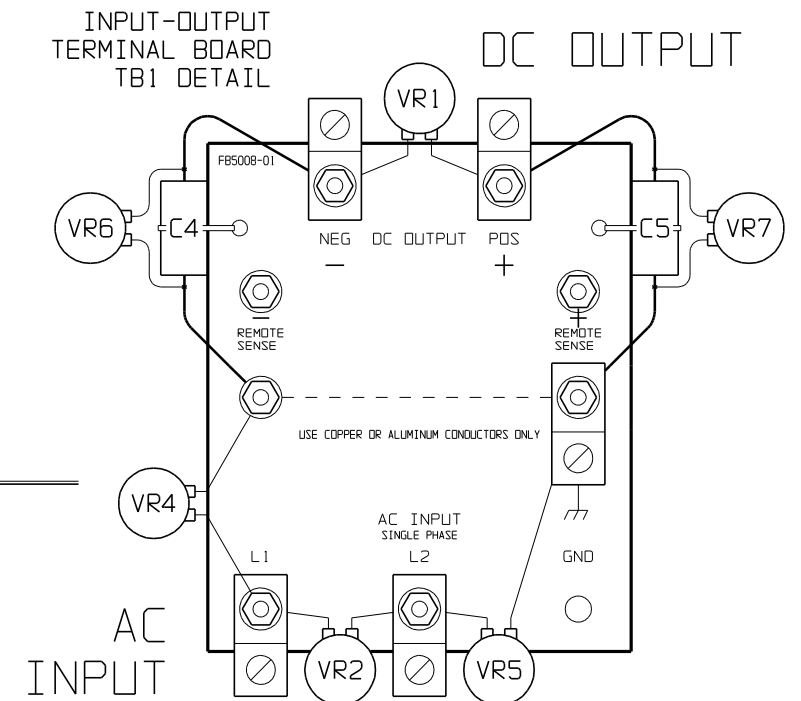 INPUT-OUTPUT
TERMINAL BOARD
TB1 DETAIL
DC OUTPUT
VR1
FB5008-01
VR6
C4
C5
VR7
NEG DC OUTPUT POS
− +
− +
REMOTE
SENSE
REMOTE
SENSE
USE COPPER OR ALUMINUM CONDUCTORS ONLY
VR4
AC INPUT
SINGLE PHASE
L1
L2
GND
AC
INPUT
VR2
VR5